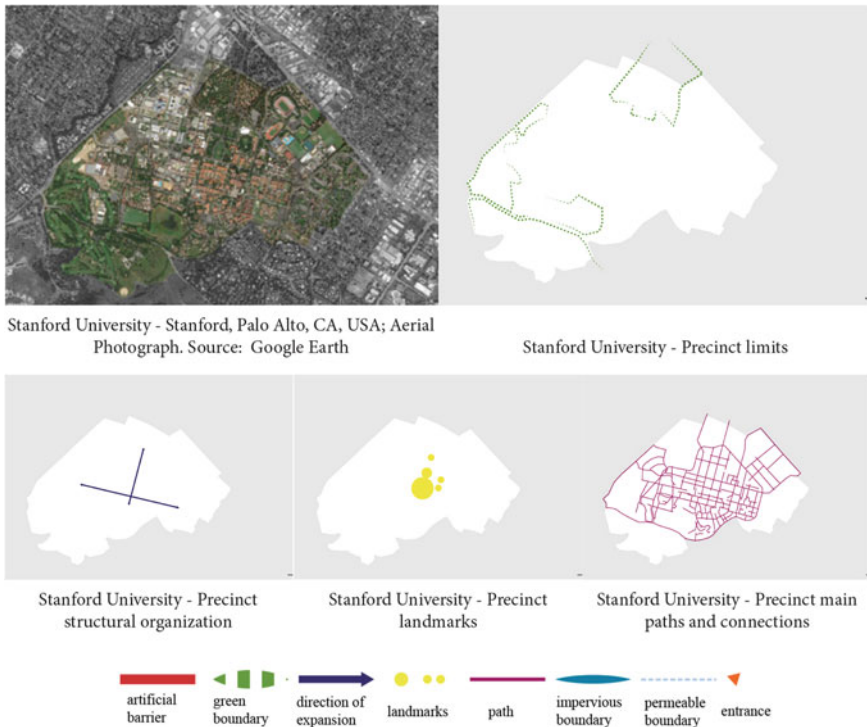 Stanford University - Stanford, Palo Alto, CA, USA; Aerial
Photograph. Source: Google Earth
Stanford University - Precinct limits
Stanford University - Precinct
structural organization
Stanford University - Precinct
landmarks
Stanford University - Precinct main
paths and connections
artificial
barrier
green
boundary
direction of
expansion
landmarks
path
impervious
boundary
permeable
boundary
entrance